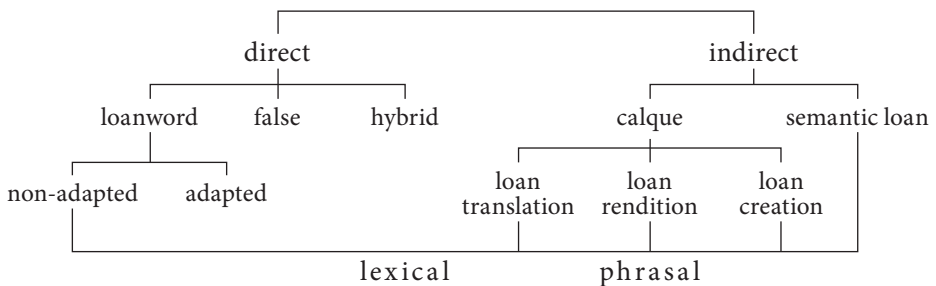 direct indirect
loanword false hybrid calque semantic loan
non-adapted adapted loan translation loan rendition loan creation
lexical phrasal